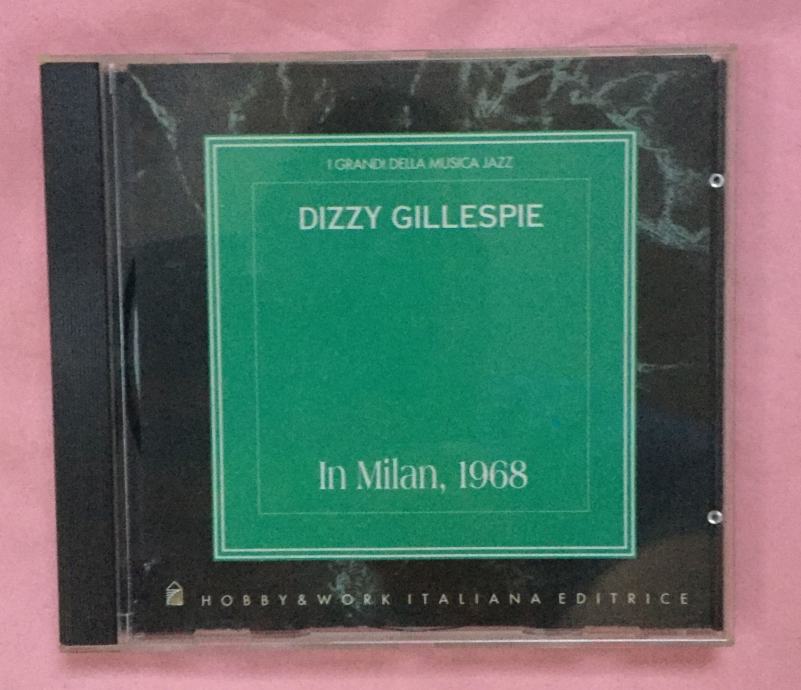 I GRANDI DELLA MUSICA JAZZ
DIZZY GILLESPIE
In Milan, 1968
HOBBY & WORK ITALIANA EDITRICE